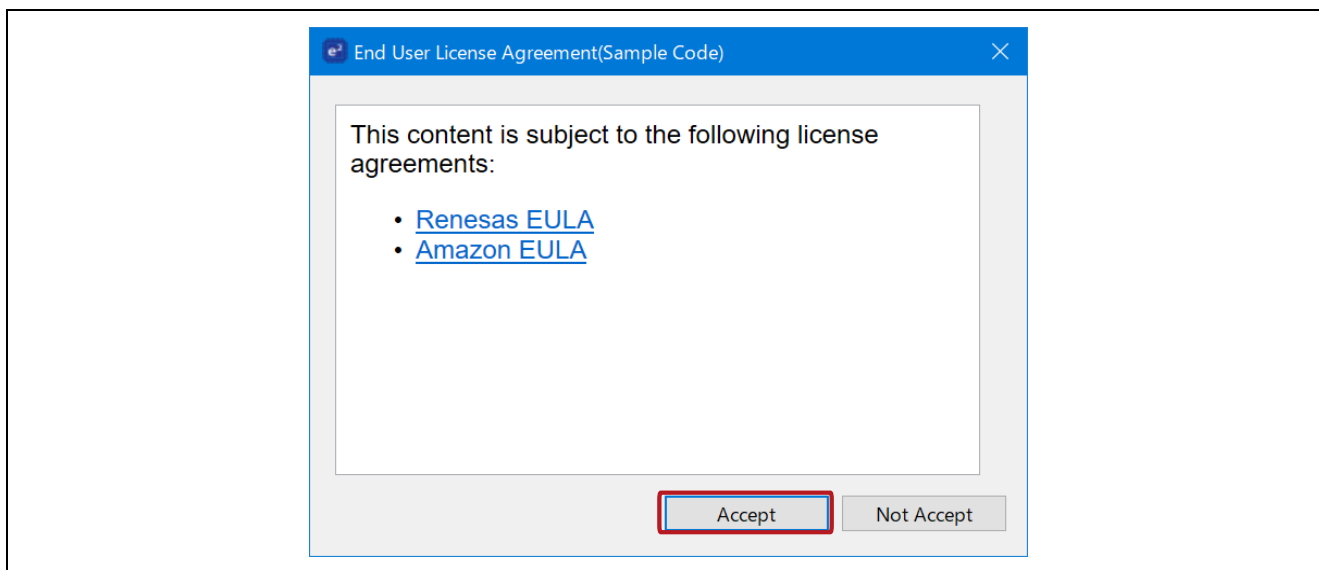 e²
End User License Agreement(Sample Code)
This content is subject to the following license
agreements:
• Renesas EULA
• Amazon EULA
Accept
Not Accept